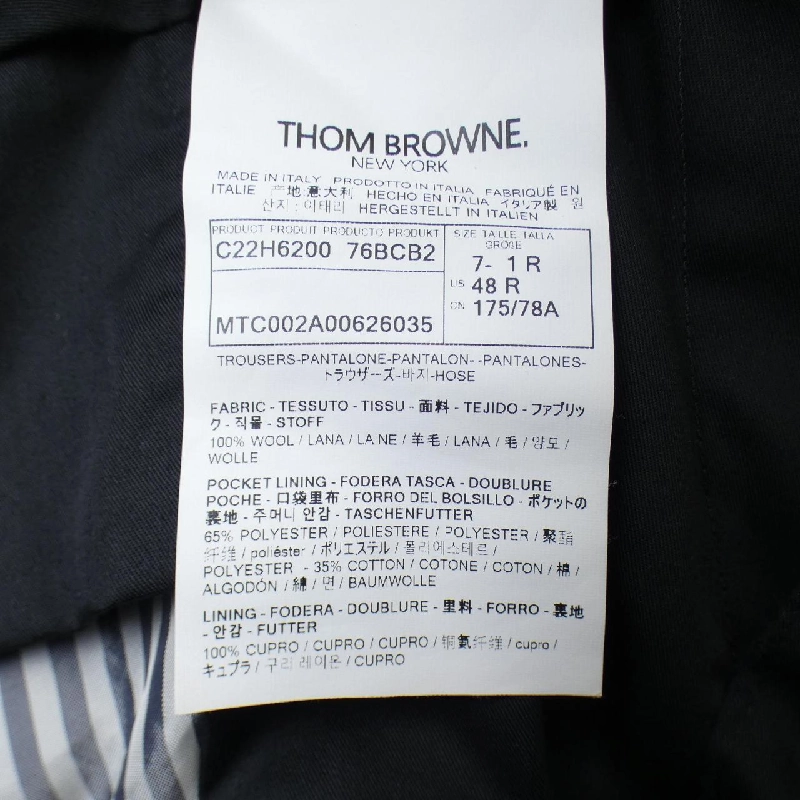 THOM BROWNE.
NEW YORK
MADE IN ITALY PRODOTTO IN ITALIA FABRIQUÉ EN
ITALIE 产地:意大利 HECHO EN ITALIA イタリア製 원
산지 : 이태리 HERGESTELLT IN ITALIEN
PRODUCT PRODUIT PRODUCTO PRODUKT
C22H6200 76BCB2
MTC002A00626035
SIZE TAILLE TALLA
GRÖßE
7- 1 R
US 48 R
CN 175/78A
TROUSERS-PANTALONE-PANTALON- -PANTALONES-
トラウザーズ-바지-HOSE
FABRIC - TESSUTO - TISSU - 面料 - TEJIDO - ファブリッ
ク - 직물 - STOFF
100% WOOL / LANA / LAINE / 羊毛 / LANA / 毛 / 양모 /
WOLLE
POCKET LINING - FODERA TASCA - DOUBLURE
POCHE - 口袋里布 - FORRO DEL BOLSILLO - ポケットの
裏地 - 주머니 안감 - TASCHENFUTTER
65% POLYESTER / POLIESTERE / POLYESTER / 聚酯
纤维 / poliéster / ポリエステル / 폴리에스테르 /
POLYESTER - 35% COTTON / COTONE / COTON / 棉 /
ALGODÓN / 綿 / 면 / BAUMWOLLE
LINING - FODERA - DOUBLURE - 里料 - FORRO - 裏地
- 안감 - FUTTER
100% CUPRO / CUPRO / CUPRO / 铜氨纤维 / cupro /
キュプラ / 구리 레이온 / CUPRO